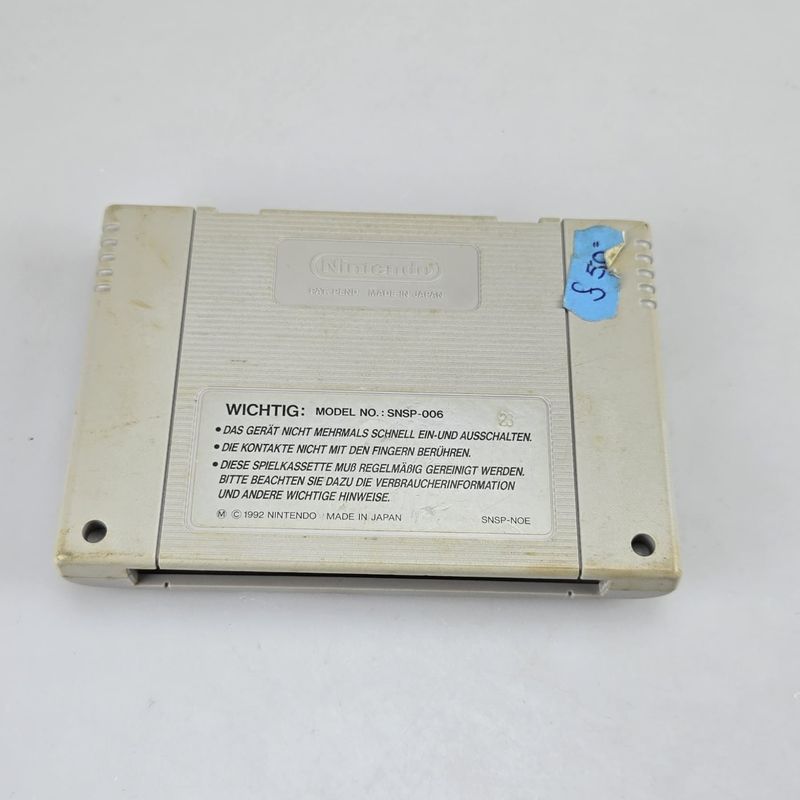 Nintendo
PAT. PEND. MADE IN JAPAN
50=
WICHTIG: MODEL NO.: SNSP-006
23
• DAS GERÄT NICHT MEHRMALS SCHNELL EIN-UND AUSSCHALTEN.
• DIE KONTAKTE NICHT MIT DEN FINGERN BERÜHREN.
• DIESE SPIELKASSETTE MUß REGELMÄßIG GEREINIGT WERDEN.
BITTE BEACHTEN SIE DAZU DIE VERBRAUCHERINFORMATION
UND ANDERE WICHTIGE HINWEISE.
Ⓜ © 1992 NINTENDO MADE IN JAPAN SNSP-NOE